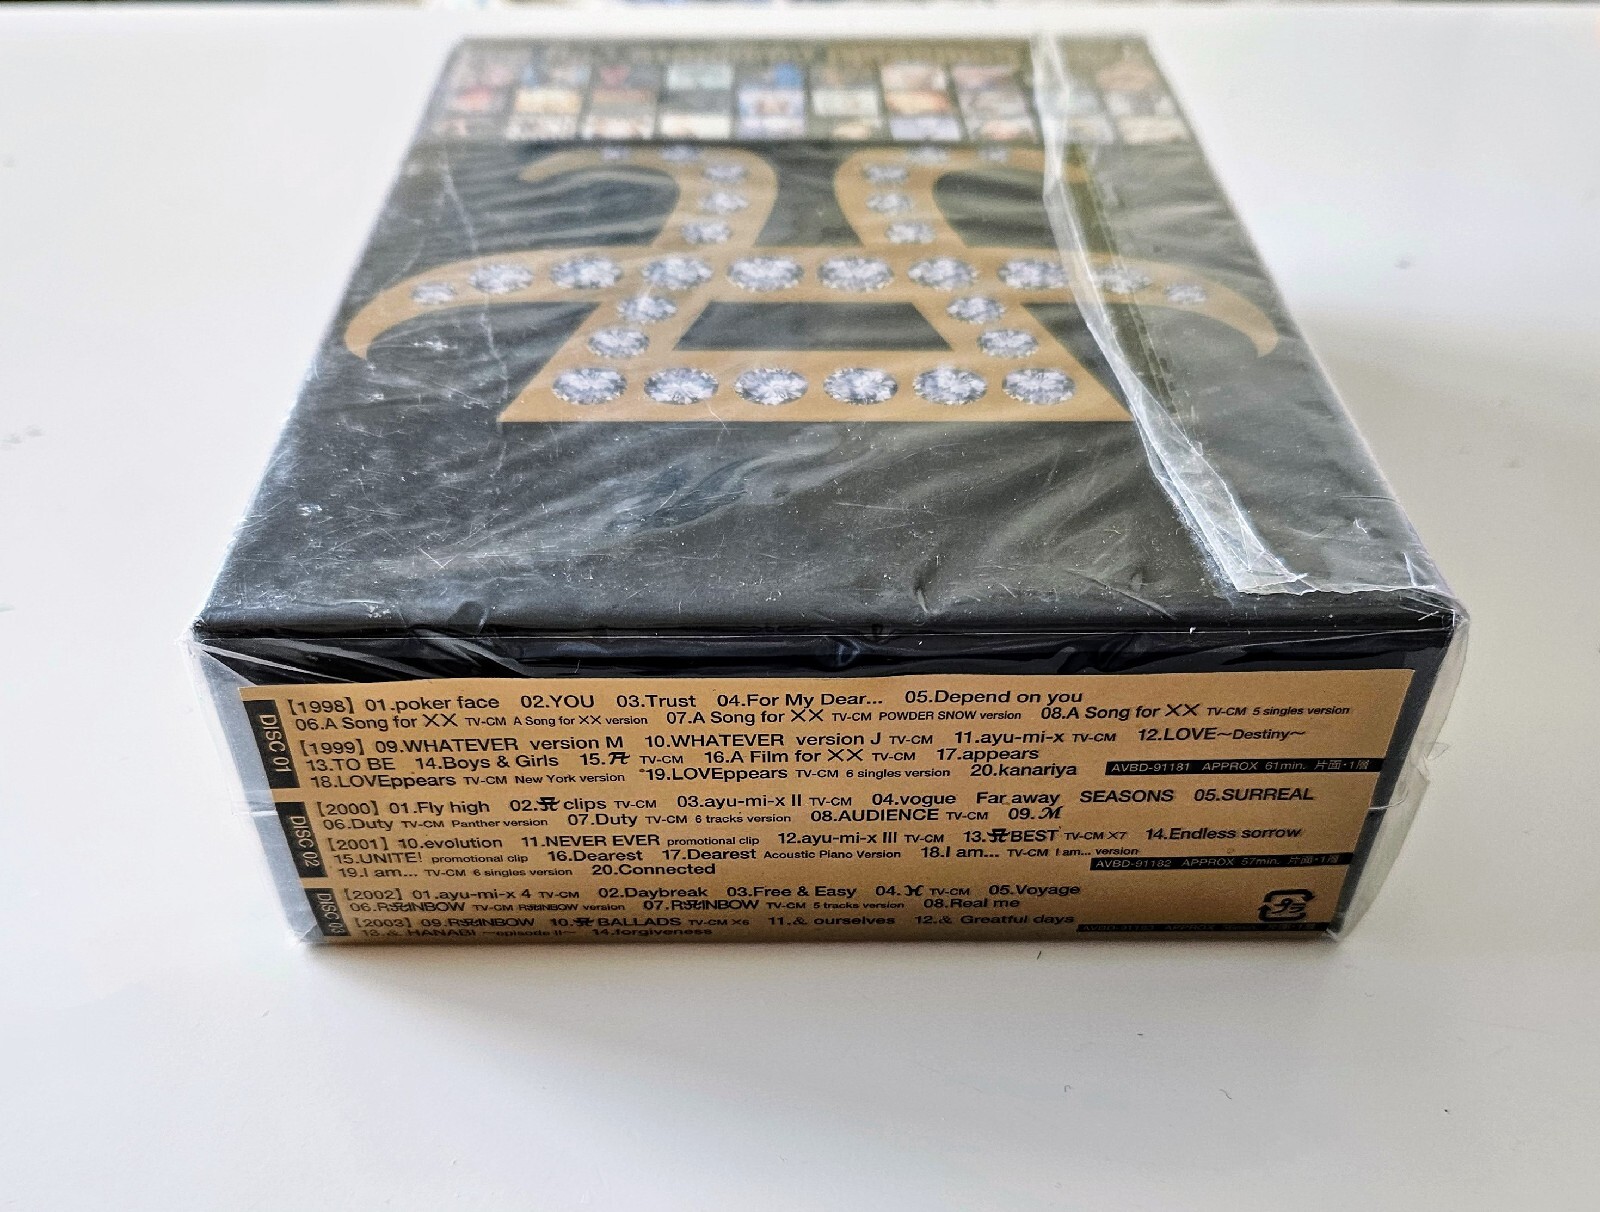 DISC 01
【1998】 01.poker face 02.YOU 03.Trust 04.For My Dear... 05.Depend on you
06.A Song for ×× TV-CM A Song for ×× version 07.A Song for ×× TV-CM POWDER SNOW version 08.A Song for ×× TV-CM 5 singles version
【1999】 09.WHATEVER version M 10.WHATEVER version J TV-CM 11.ayu-mi-x TV-CM 12.LOVE～Destiny～
13.TO BE 14.Boys & Girls 15. TV-CM 16.A Film for ×× TV-CM 17.appears
18.LOVEppears TV-CM New York version 19.LOVEppears TV-CM 6 singles version 20.kanariya AVBD-91181 APPROX 61min. 片面・1層
DISC 02
【2000】 01.Fly high 02. clips TV-CM 03.ayu-mi-x II TV-CM 04.vogue Far away SEASONS 05.SURREAL
06.Duty TV-CM Panther version 07.Duty TV-CM 6 tracks version 08.AUDIENCE TV-CM 09.M
【2001】 10.evolution 11.NEVER EVER promotional clip 12.ayu-mi-x III TV-CM 13. BEST TV-CM×7 14.Endless sorrow
15.UNITE! promotional clip 16.Dearest 17.Dearest Acoustic Piano Version 18.I am... TV-CM I am... version
19.I am... TV-CM 6 singles version 20.Connected AVBD-91182 APPROX 57min. 片面・1層
DISC 03
【2002】 01.ayu-mi-x 4 TV-CM 02.Daybreak 03.Free & Easy 04.H TV-CM 05.Voyage
06.RAINBOW TV-CM RAINBOW version 07.RAINBOW TV-CM 5 tracks version 08.Real me
【2003】 09.RAINBOW 10. BALLADS TV-CM ×6 11.& ourselves 12.& Greatful days
13.& HANABI ～episode II～ 14.forgiveness